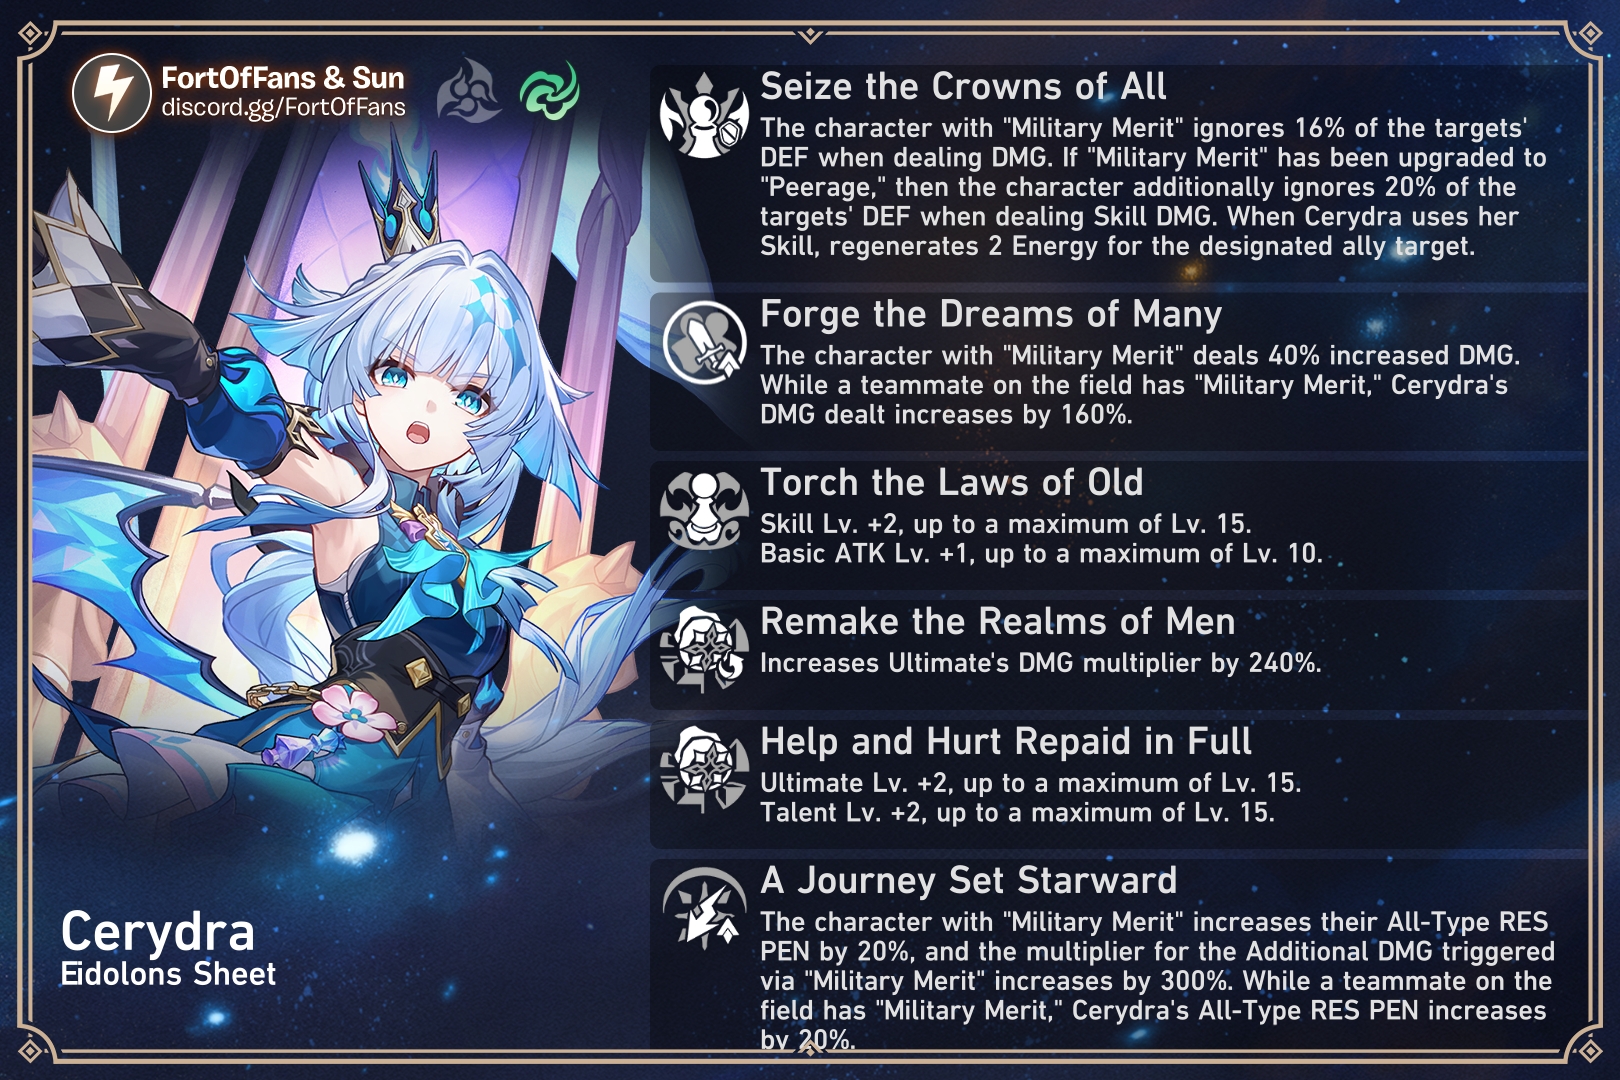 FortOfFans & Sun
discord.gg/FortOfFans
Seize the Crowns of All
The character with "Military Merit" ignores 16% of the targets'
DEF when dealing DMG. If "Military Merit" has been upgraded to
"Peerage," then the character additionally ignores 20% of the
targets' DEF when dealing Skill DMG. When Cerydra uses her
Skill, regenerates 2 Energy for the designated ally target.
Forge the Dreams of Many
The character with "Military Merit" deals 40% increased DMG.
While a teammate on the field has "Military Merit," Cerydra's
DMG dealt increases by 160%.
Torch the Laws of Old
Skill Lv. +2, up to a maximum of Lv. 15.
Basic ATK Lv. +1, up to a maximum of Lv. 10.
Remake the Realms of Men
Increases Ultimate's DMG multiplier by 240%.
Help and Hurt Repaid in Full
Ultimate Lv. +2, up to a maximum of Lv. 15.
Talent Lv. +2, up to a maximum of Lv. 15.
A Journey Set Starward
The character with "Military Merit" increases their All-Type RES
PEN by 20%, and the multiplier for the Additional DMG triggered
via "Military Merit" increases by 300%. While a teammate on the
field has "Military Merit," Cerydra's All-Type RES PEN increases
by 20%.
Cerydra
Eidolons Sheet